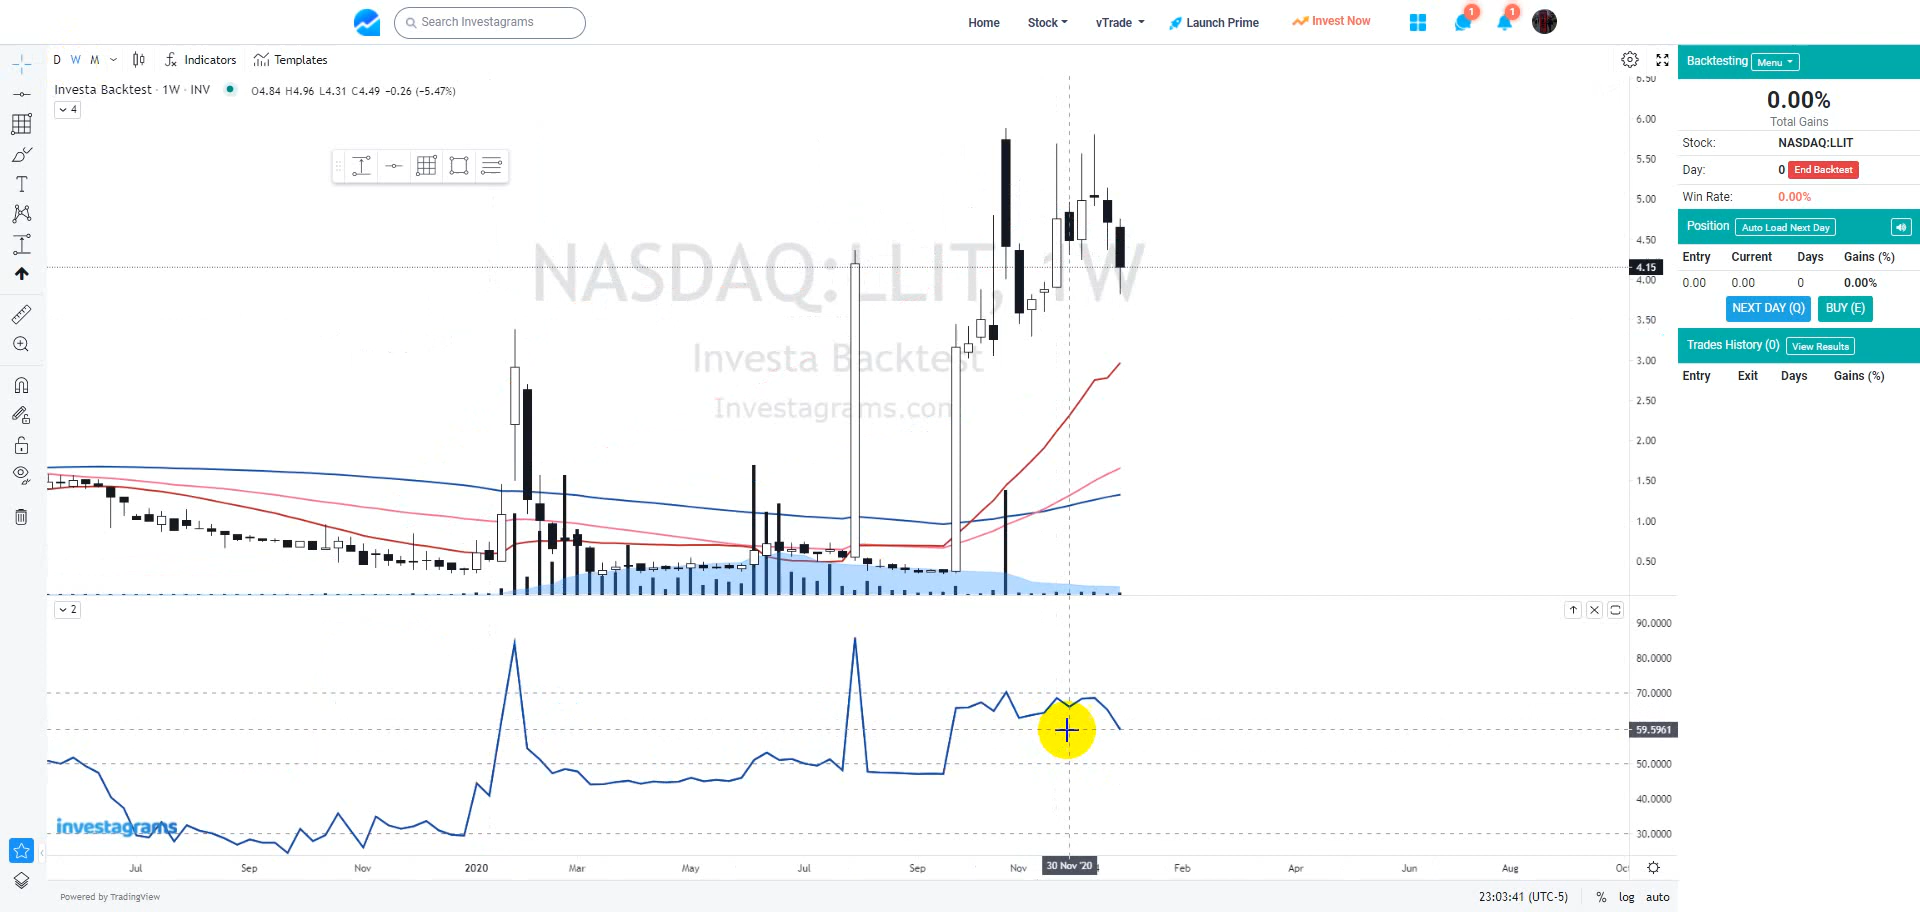 Search Investagrams
Home
Stock
vTrade
Launch Prime
Invest Now
1
1
D W M
Indicators
Templates
Investa Backtest · 1W · INV
O4.84 H4.96 L4.31 C4.49 −0.26 (−5.47%)
4
NASDAQ:LLIT, 1W
Investa Backtest
Investagrams.com
6.50
6.00
5.50
5.00
4.50
4.15
4.00
3.50
3.00
2.50
2.00
1.50
1.00
0.50
2
90.0000
80.0000
70.0000
59.5961
50.0000
40.0000
30.0000
investagrams
Jul
Sep
Nov
2020
Mar
May
Jul
Sep
Nov
30 Nov '20
Feb
Apr
Jun
Aug
Oct
Powered by TradingView
23:03:41 (UTC-5)
%
log
auto
Backtesting
Menu
0.00%
Total Gains
Stock: NASDAQ:LLIT
Day: 0 End Backtest
Win Rate: 0.00%
Position
Auto Load Next Day
Entry Current Days Gains (%)
0.00 0.00 0 0.00%
NEXT DAY (Q)
BUY (E)
Trades History (0)
View Results
Entry Exit Days Gains (%)